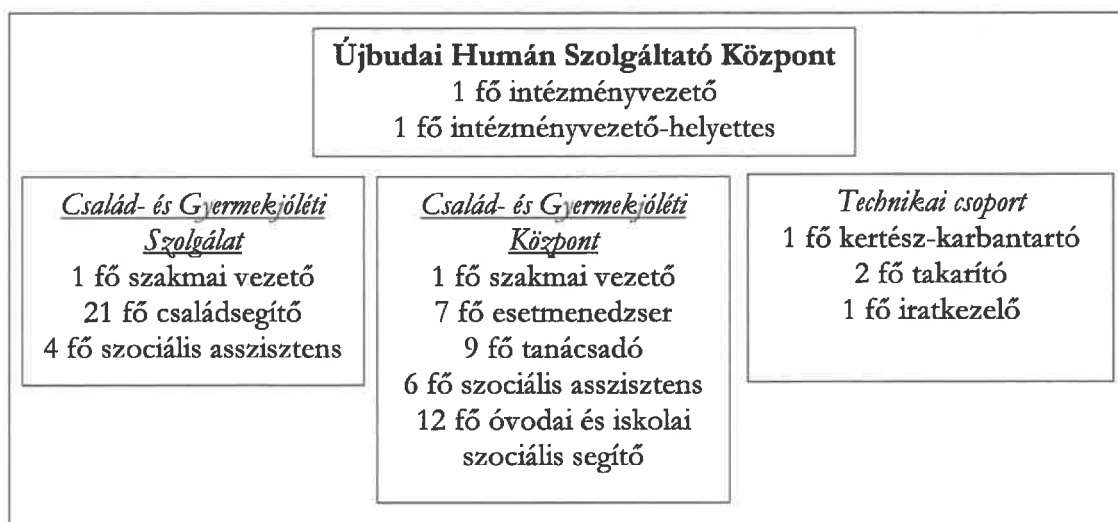 Újbudai Humán Szolgáltató Központ
1 fő intézményvezető
1 fő intézményvezető-helyettes
Család- és Gyermekjóléti
Szolgálat
1 fő szakmai vezető
21 fő családsegítő
4 fő szociális asszisztens
Család- és Gyermekjóléti
Központ
1 fő szakmai vezető
7 fő esetmenedzser
9 fő tanácsadó
6 fő szociális asszisztens
12 fő óvodai és iskolai
szociális segítő
Technikai csoport
1 fő kertész-karbantartó
2 fő takarító
1 fő iratkezelő